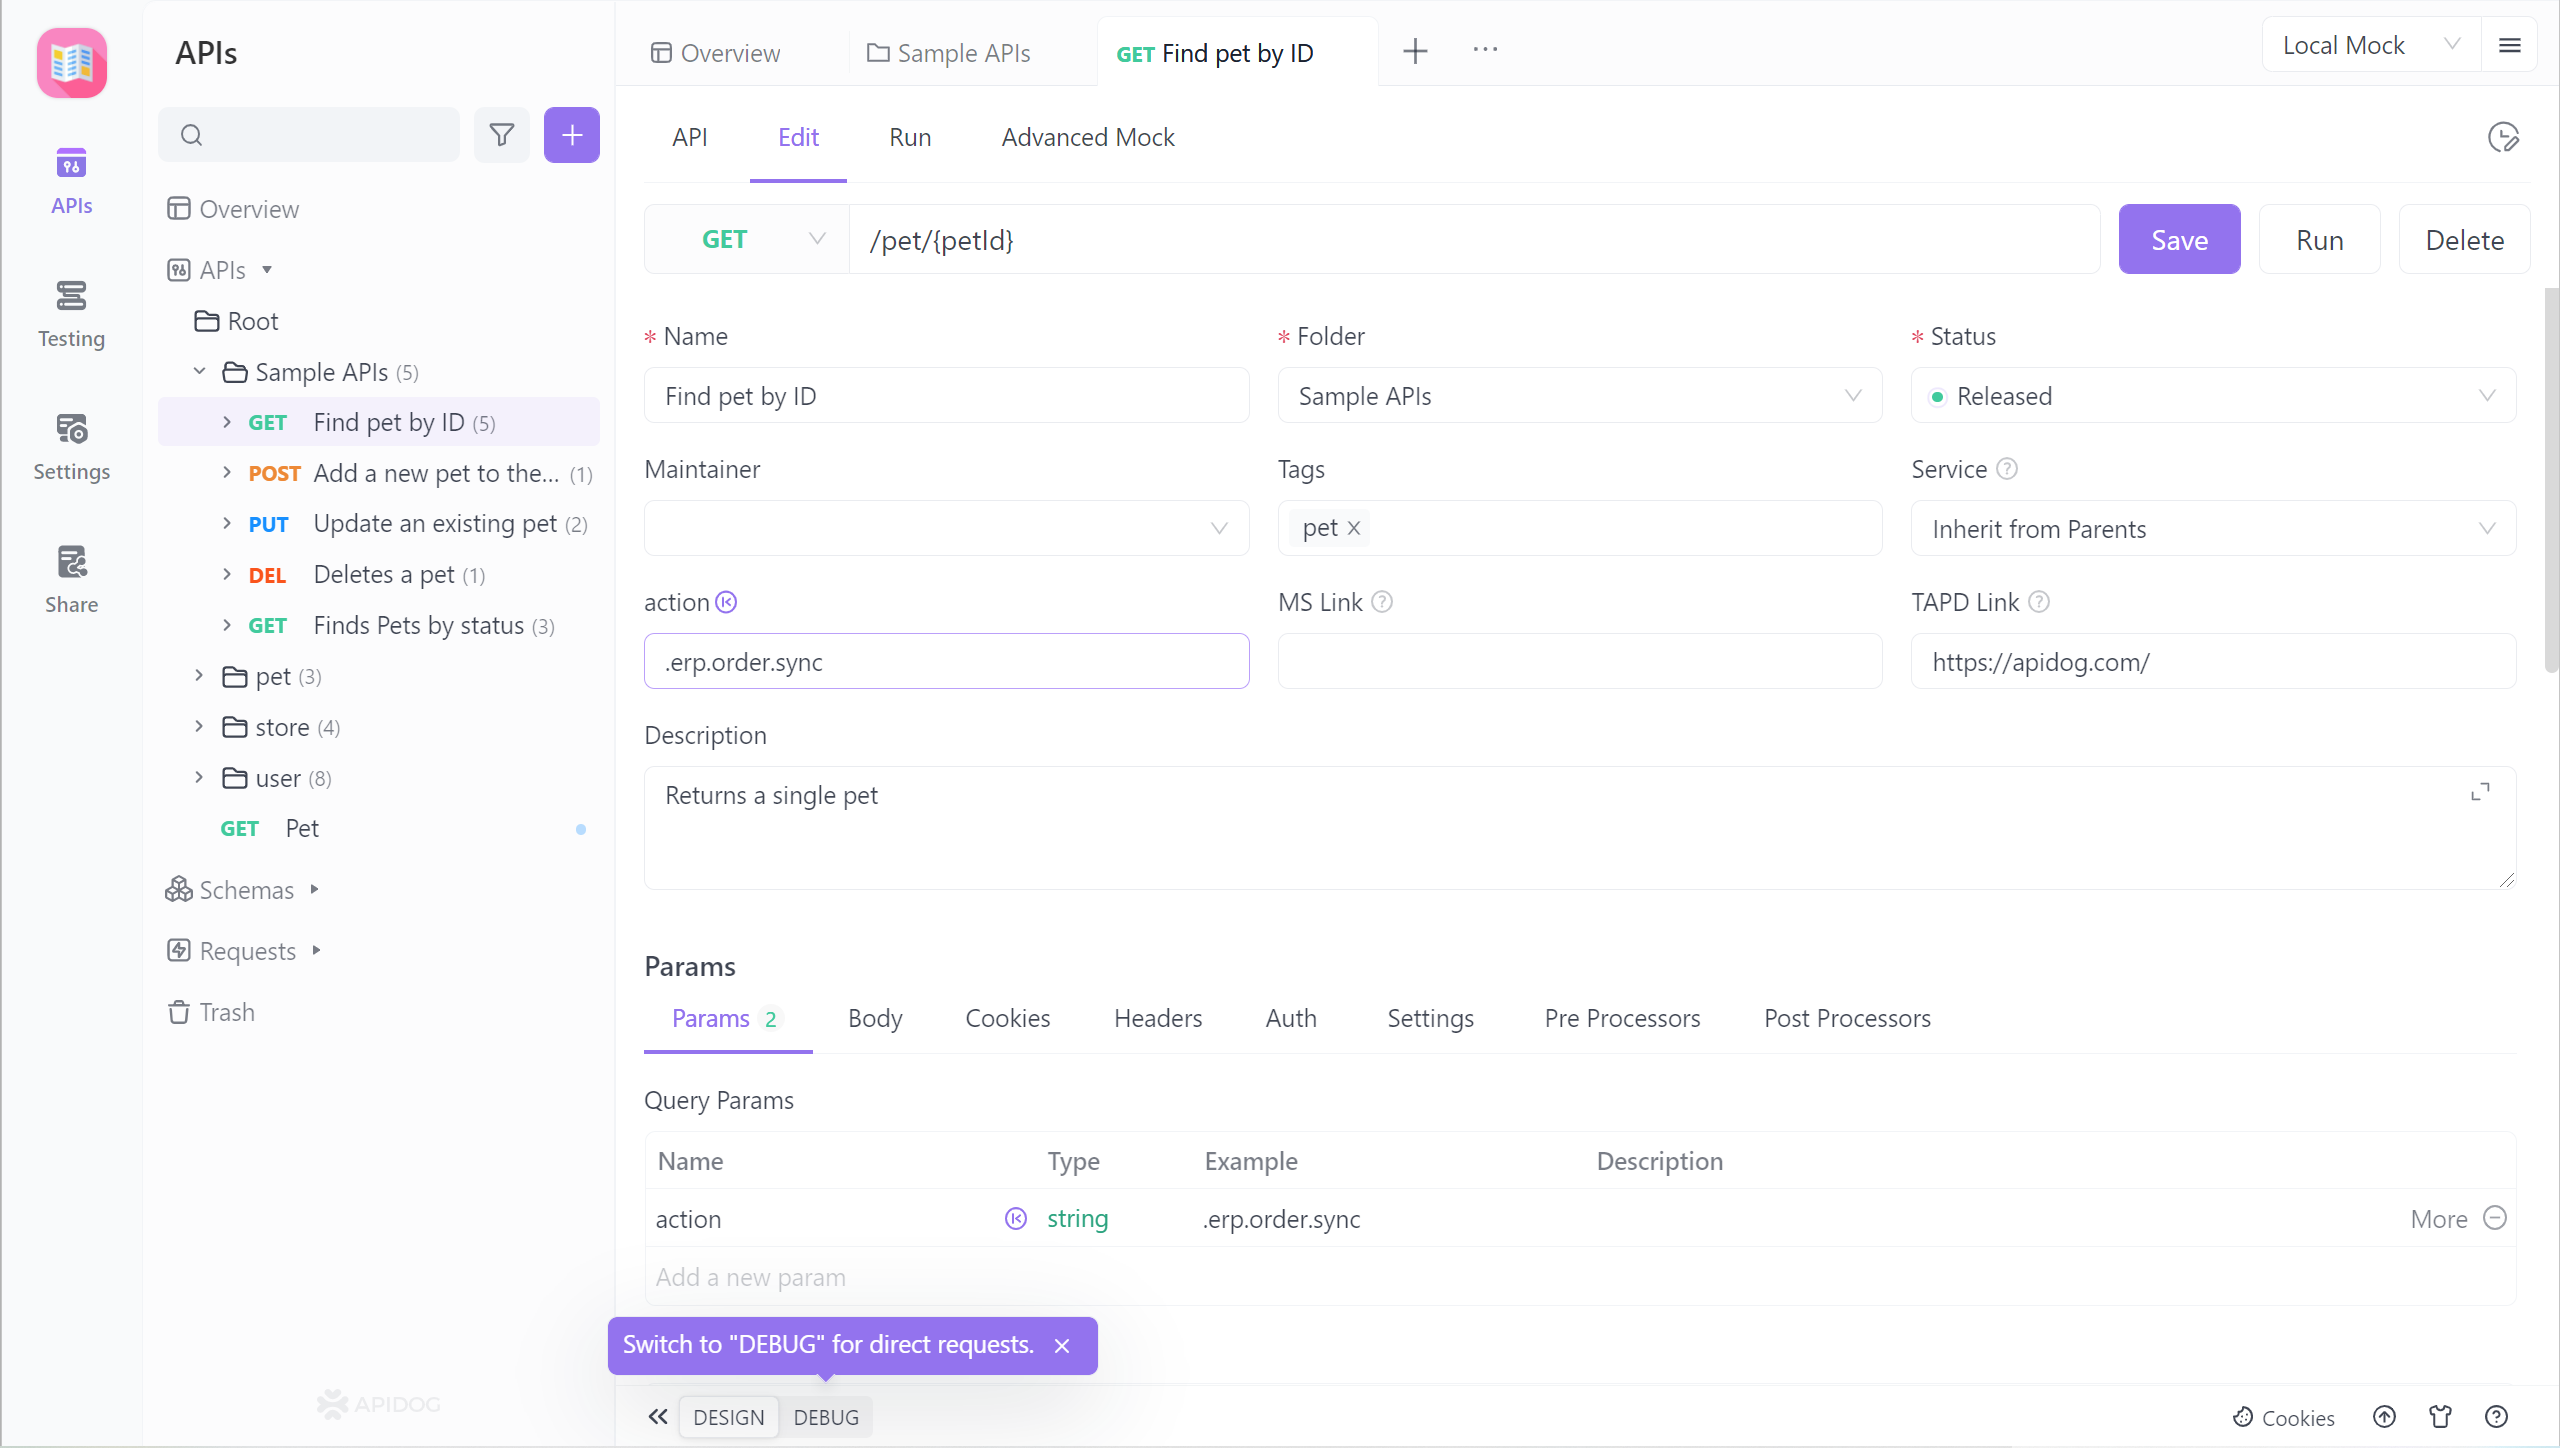 APIs
Testing
Settings
Share
APIs
Overview
APIs
Root
Sample APIs (5)
GET Find pet by ID (5)
POST Add a new pet to the... (1)
PUT Update an existing pet (2)
DEL Deletes a pet (1)
GET Finds Pets by status (3)
pet (3)
store (4)
user (8)
GET Pet
Schemas
Requests
Trash
APIDOG
Overview
Sample APIs
GET Find pet by ID
Local Mock
API
Edit
Run
Advanced Mock
GET
/pet/{petId}
Save
Run
Delete
* Name
* Folder
* Status
Find pet by ID
Sample APIs
Released
Maintainer
Tags
Service
pet
Inherit from Parents
action
MS Link
TAPD Link
.erp.order.sync
https://apidog.com/
Description
Returns a single pet
Params
Params 2
Body
Cookies
Headers
Auth
Settings
Pre Processors
Post Processors
Query Params
Name
Type
Example
Description
action
string
.erp.order.sync
More
Add a new param
Switch to "DEBUG" for direct requests.
DESIGN
DEBUG
Cookies